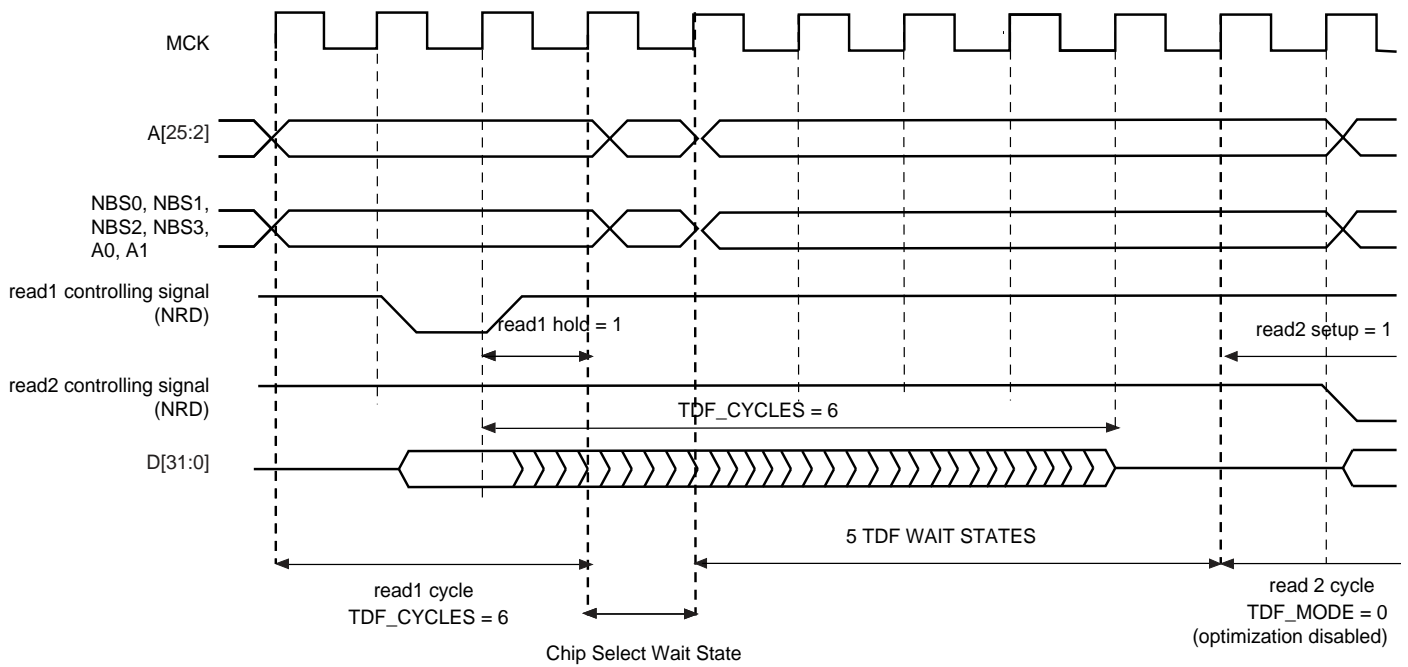 MCK
A[25:2]
NBS0, NBS1,
NBS2, NBS3,
A0, A1
read1 controlling signal
(NRD)
read1 hold = 1
read2 setup = 1
read2 controlling signal
(NRD)
TDF_CYCLES = 6
D[31:0]
5 TDF WAIT STATES
read1 cycle
TDF_CYCLES = 6
read 2 cycle
TDF_MODE = 0
(optimization disabled)
Chip Select Wait State